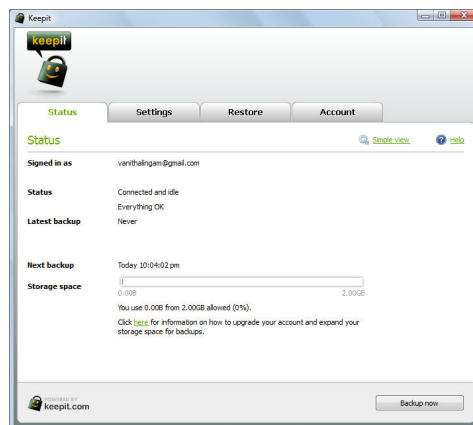 Keepit
keepit
Status Settings Restore Account
Status Simple view Help
Signed in as vanithalingam@gmail.com
Status Connected and idle
Everything OK
Latest backup Never
Next backup Today 10:04:02 pm
Storage space
0.00B 2.00GB
You use 0.00B from 2.00GB allowed (0%).
Click here for information on how to upgrade your account and expand your
storage space for backups.
POWERED BY
keepit.com
Backup now